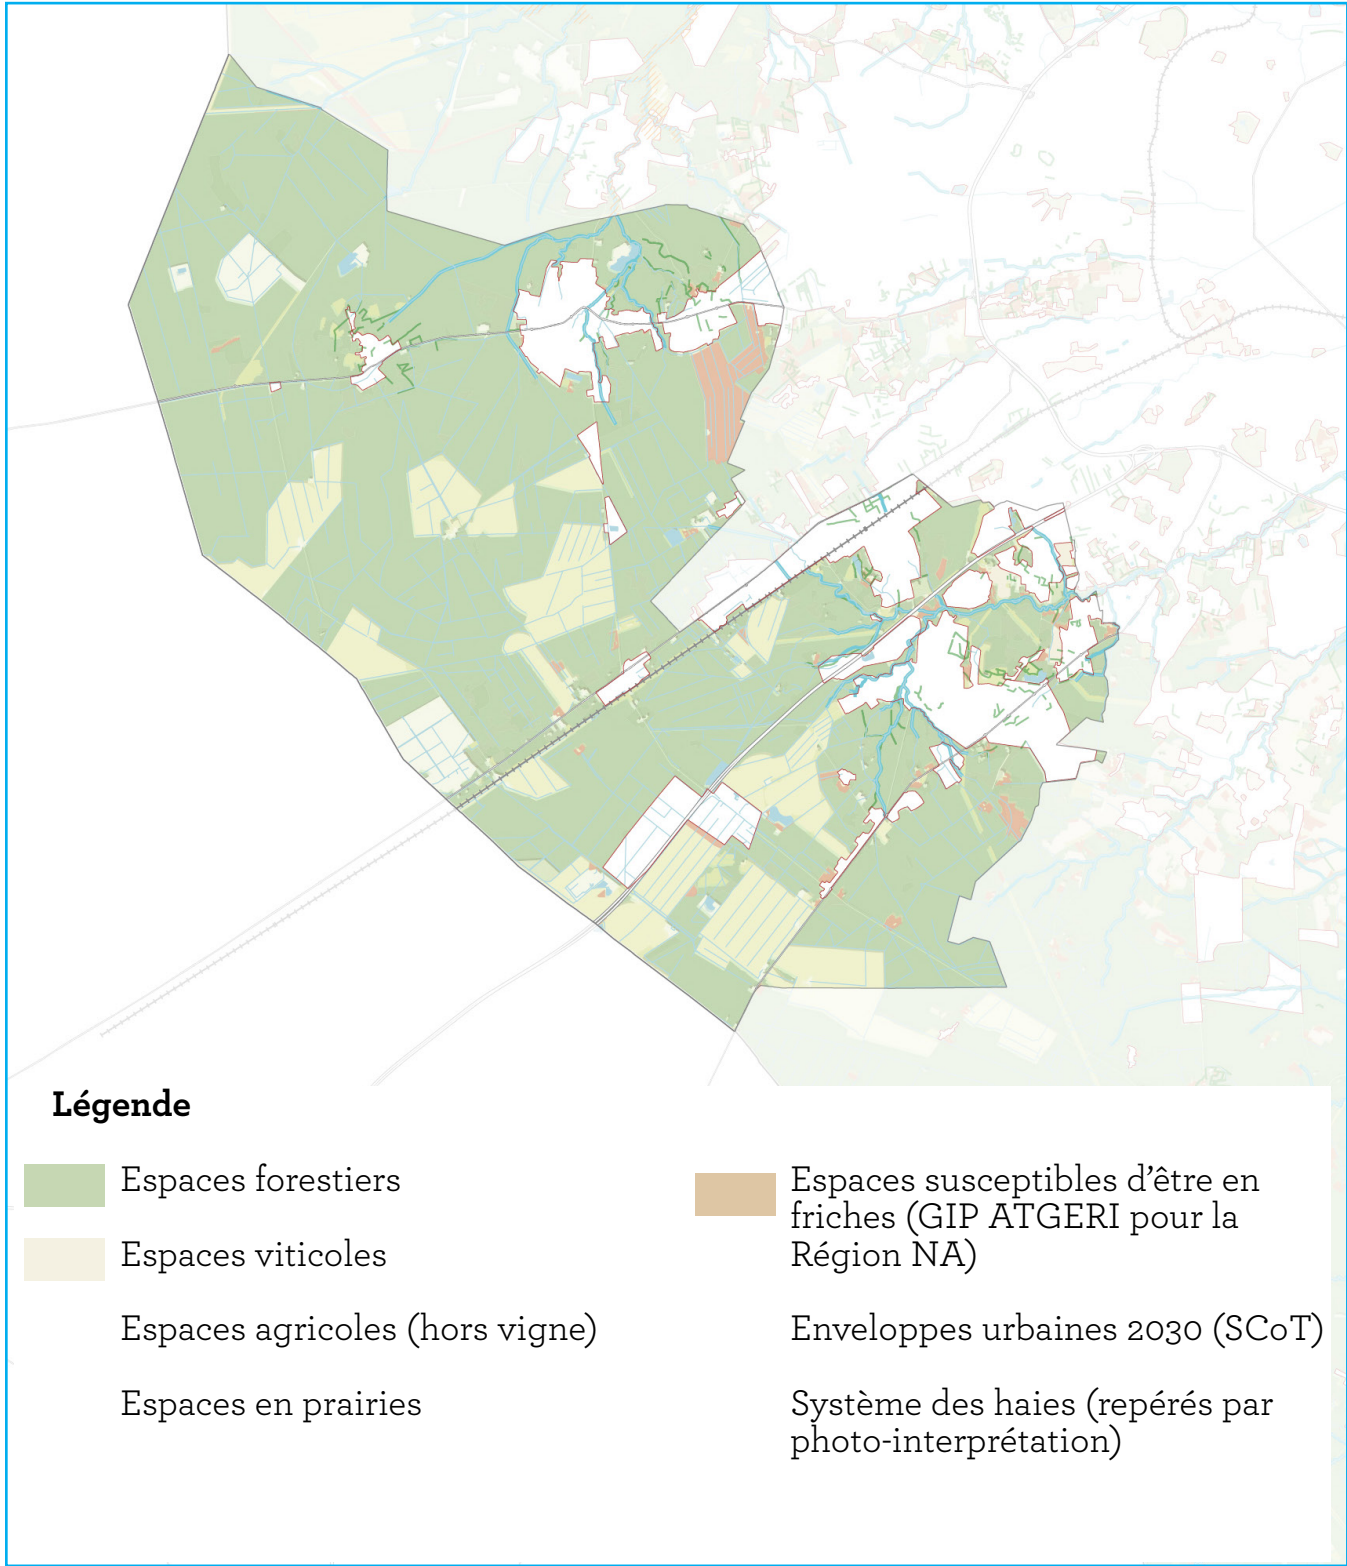 Légende
Espaces forestiers
Espaces viticoles
Espaces agricoles (hors vigne)
Espaces en prairies
Espaces susceptibles d'être en
friches (GIP ATGERI pour la
Région NA)
Enveloppes urbaines 2030 (SCoT)
Système des haies (repérés par
photo-interprétation)